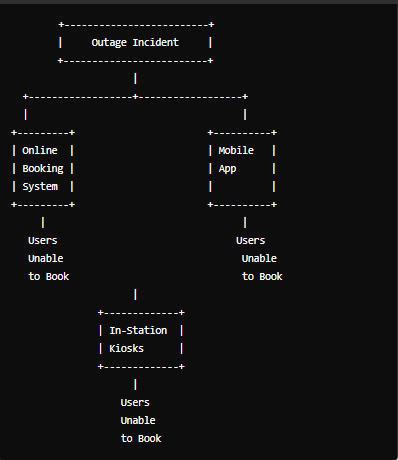 Outage Incident
Online
Booking
System
Mobile
App
Users
Unable
to Book
Users
Unable
to Book
In-Station
Kiosks
Users
Unable
to Book